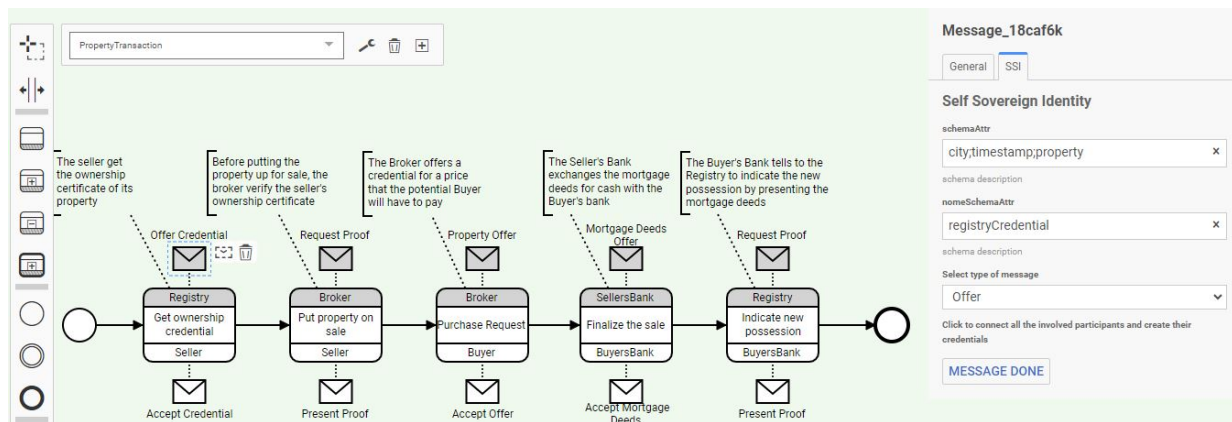 PropertyTransaction
Message_18caf6k
General
SSI
Self Sovereign Identity
schemaAttr
city;timestamp;property
schema description
nomeSchemaAttr
registryCredential
schema description
Select type of message
Offer
Click to connect all the involved participants and create their
credentials
MESSAGE DONE
The seller get
the ownership
certificate of its
property
Before putting the
property up for sale, the
broker verify the seller's
ownership certificate
The Broker offers a
credential for a price
that the potential Buyer
will have to pay
The Seller's Bank
exchanges the mortgage
deeds for cash with the
Buyer's bank
The Buyer's Bank tells to the
Registry to indicate the new
possession by presenting the
mortgage deeds
Offer Credential
Registry
Get ownership
credential
Seller
Accept Credential
Request Proof
Broker
Put property on
sale
Seller
Present Proof
Property Offer
Broker
Purchase Request
Buyer
Accept Offer
Mortgage Deeds
Offer
SellersBank
Finalize the sale
BuyersBank
Accept Mortgage
Deeds
Request Proof
Registry
Indicate new
possession
BuyersBank
Present Proof